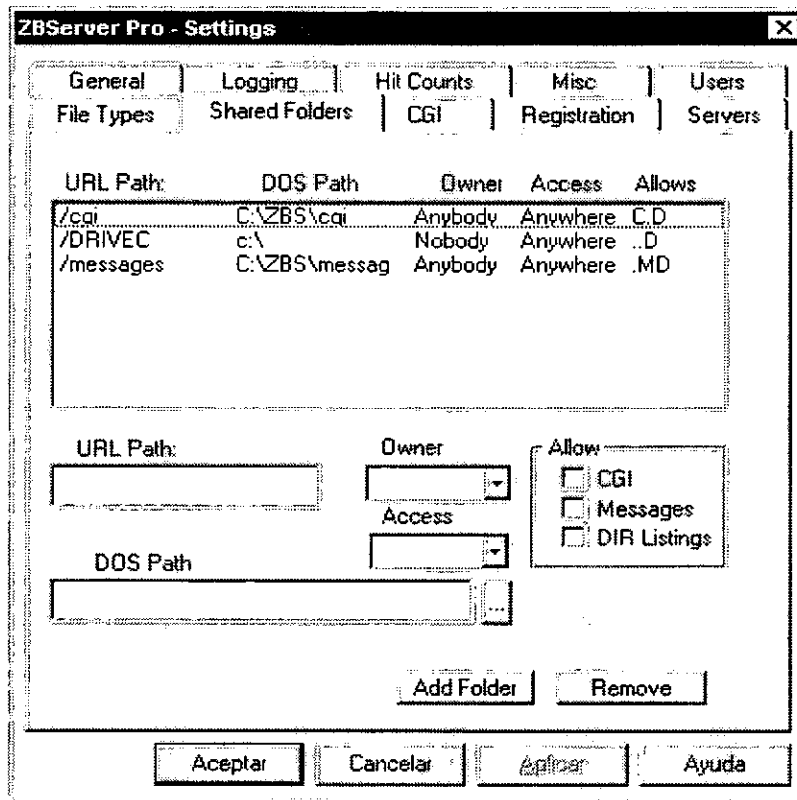 ZBServer Pro - Settings
General Logging Hit Counts Misc Users
File Types Shared Folders CGI Registration Servers
URL Path: DOS Path Owner Access Allows
/cgi C:\ZBS\cgi Anybody Anywhere C.D
/DRIVEC c:\ Nobody Anywhere ..D
/messages C:\ZBS\messag Anybody Anywhere .MD
URL Path: Owner Allow
CGI
Messages
Access
DIR Listings
DOS Path
...
Add Folder Remove
Aceptar Cancelar Aplicar Ayuda